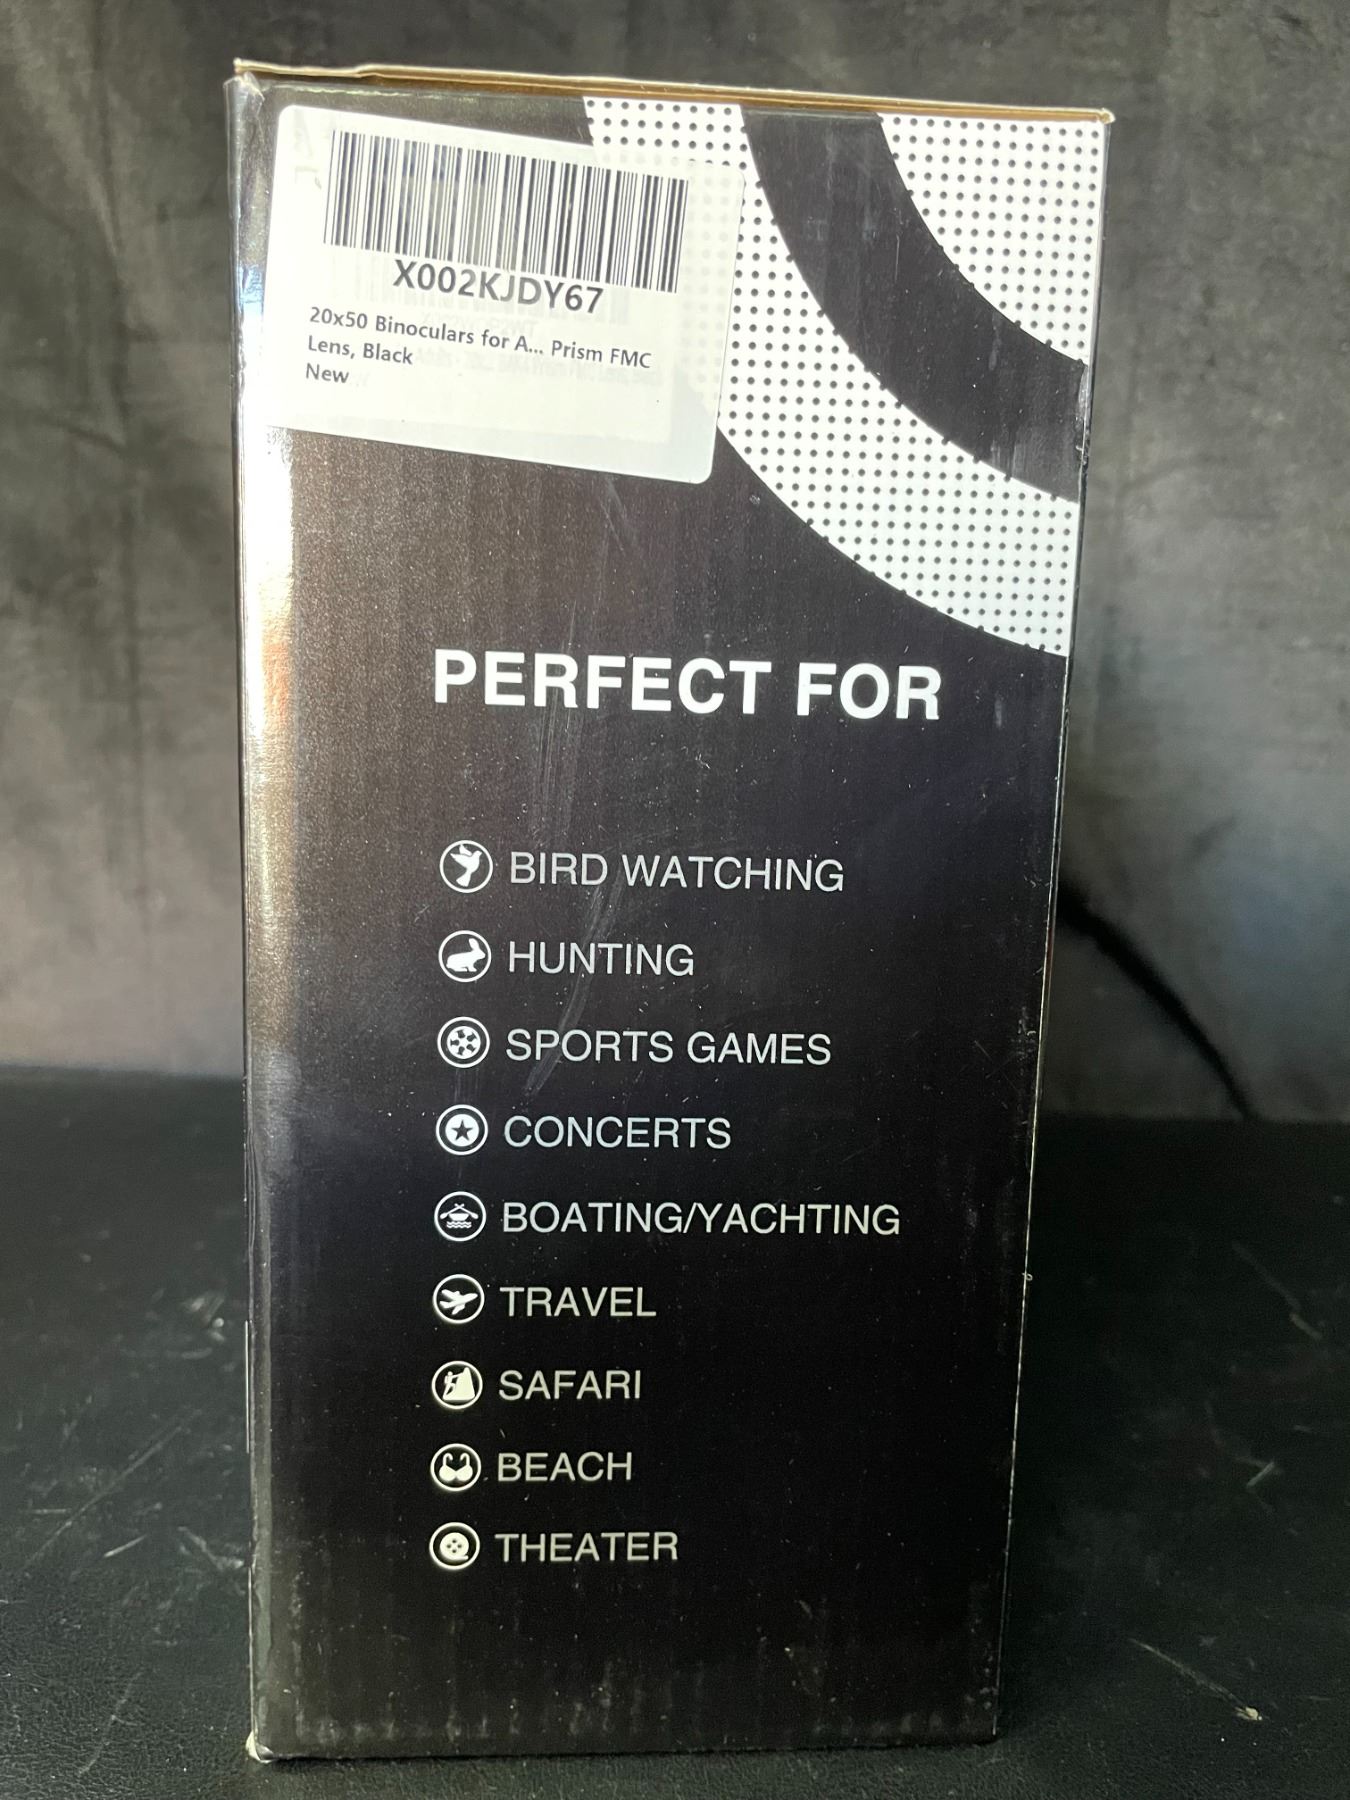 X002KJDY67
20x50 Binoculars for A... Prism FMC
Lens, Black
New
PERFECT FOR
BIRD WATCHING
HUNTING
SPORTS GAMES
CONCERTS
BOATING/YACHTING
TRAVEL
SAFARI
BEACH
THEATER